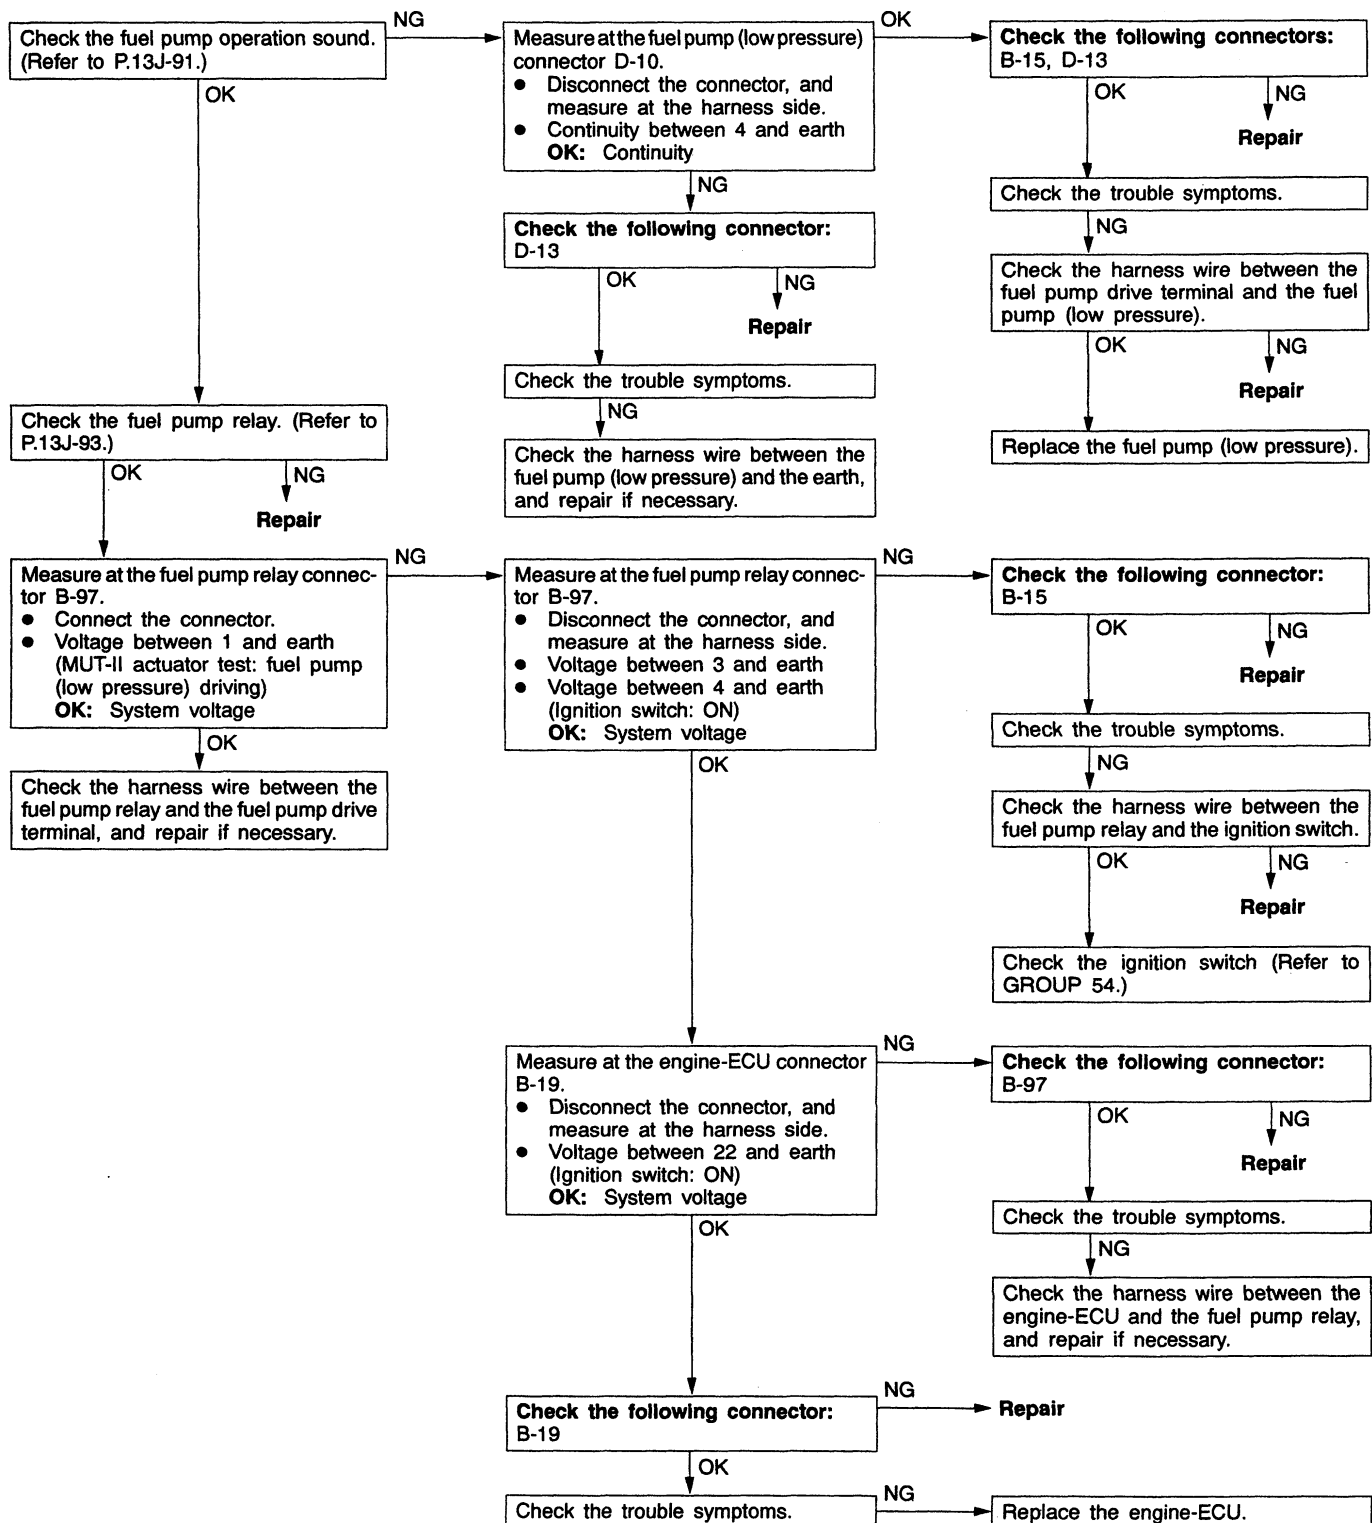 Check the fuel pump operation sound.
(Refer to P.13J-91.)
NG
OK
Measure at the fuel pump (low pressure)
connector D-10.
● Disconnect the connector, and
measure at the harness side.
● Continuity between 4 and earth
OK: Continuity
OK
NG
Check the following connectors:
B-15, D-13
OK
NG
Repair
Check the trouble symptoms.
NG
Check the harness wire between the
fuel pump drive terminal and the fuel
pump (low pressure).
OK
NG
Repair
Replace the fuel pump (low pressure).
Check the following connector:
D-13
OK
NG
Repair
Check the trouble symptoms.
NG
Check the harness wire between the
fuel pump (low pressure) and the earth,
and repair if necessary.
Check the fuel pump relay. (Refer to
P.13J-93.)
OK
NG
Repair
Measure at the fuel pump relay connec-
tor B-97.
● Connect the connector.
● Voltage between 1 and earth
(MUT-II actuator test: fuel pump
(low pressure) driving)
OK: System voltage
NG
OK
Check the harness wire between the
fuel pump relay and the fuel pump drive
terminal, and repair if necessary.
Measure at the fuel pump relay connec-
tor B-97.
● Disconnect the connector, and
measure at the harness side.
● Voltage between 3 and earth
● Voltage between 4 and earth
(Ignition switch: ON)
OK: System voltage
NG
OK
Check the following connector:
B-15
OK
NG
Repair
Check the trouble symptoms.
NG
Check the harness wire between the
fuel pump relay and the ignition switch.
OK
NG
Repair
Check the ignition switch (Refer to
GROUP 54.)
Measure at the engine-ECU connector
B-19.
● Disconnect the connector, and
measure at the harness side.
● Voltage between 22 and earth
(Ignition switch: ON)
OK: System voltage
NG
OK
Check the following connector:
B-97
OK
NG
Repair
Check the trouble symptoms.
NG
Check the harness wire between the
engine-ECU and the fuel pump relay,
and repair if necessary.
Check the following connector:
B-19
NG
Repair
OK
Check the trouble symptoms.
NG
Replace the engine-ECU.